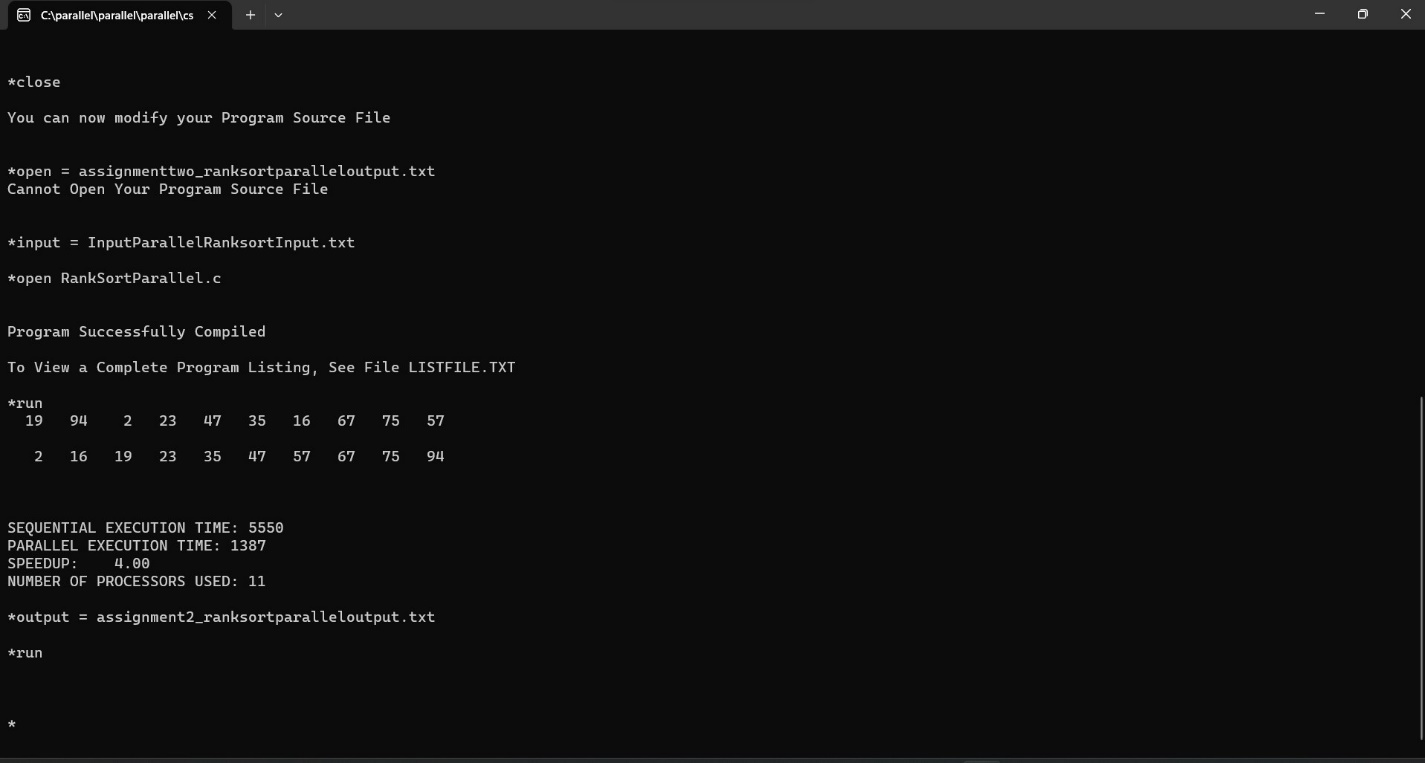 C:\parallel\parallel\parallel\cs
*close
You can now modify your Program Source File
*open = assignmenttwo_ranksortparalleloutput.txt
Cannot Open Your Program Source File
*input = InputParallelRanksortInput.txt
*open RankSortParallel.c
Program Successfully Compiled
To View a Complete Program Listing, See File LISTFILE.TXT
*run
19 94 2 23 47 35 16 67 75 57
2 16 19 23 35 47 57 67 75 94
SEQUENTIAL EXECUTION TIME: 5550
PARALLEL EXECUTION TIME: 1387
SPEEDUP: 4.00
NUMBER OF PROCESSORS USED: 11
*output = assignment2_ranksortparalleloutput.txt
*run
*